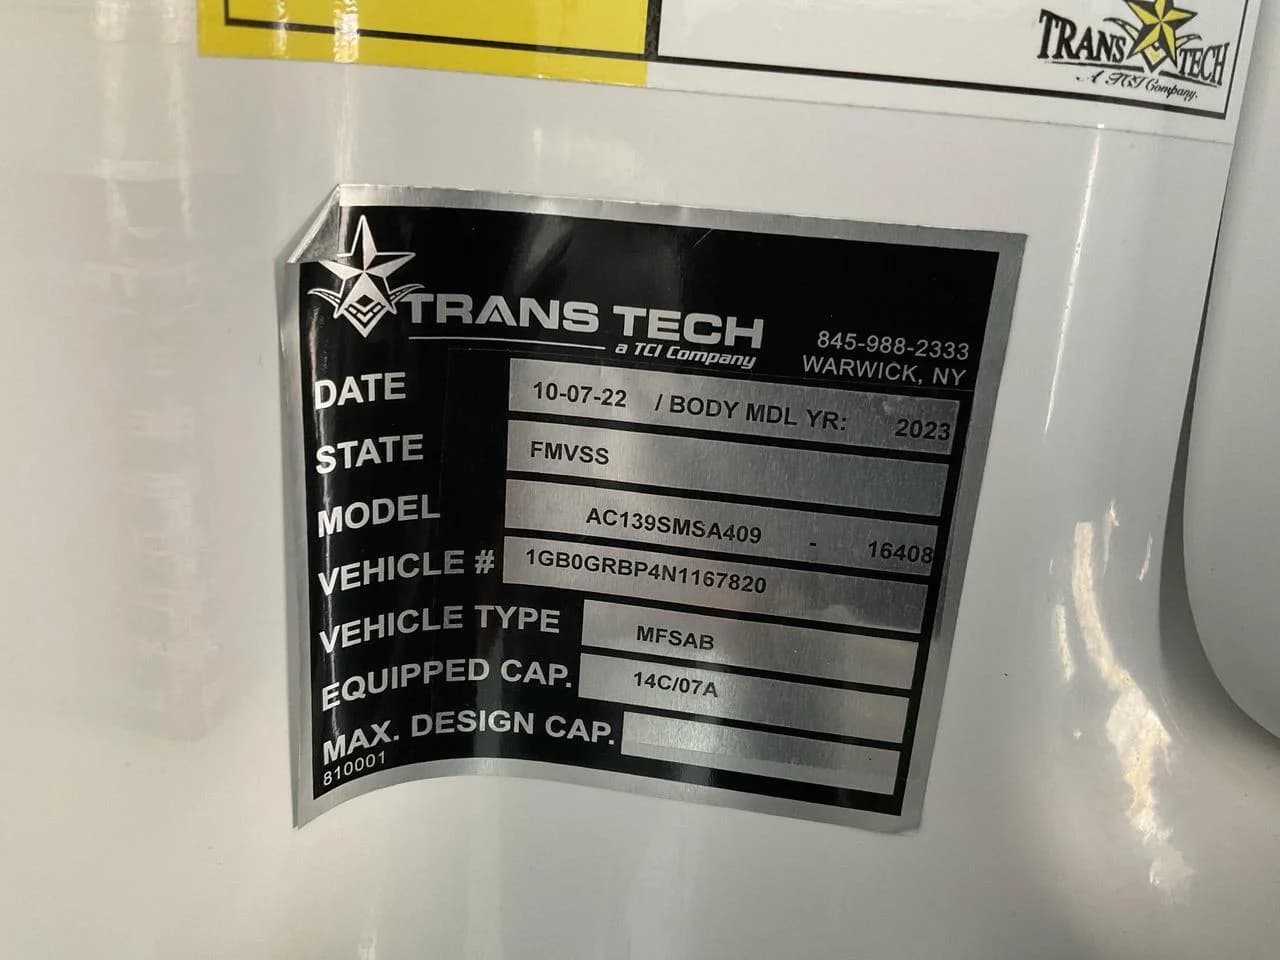 TRANS TECH
A TCI Company.
TRANS TECH
a TCI Company
845-988-2333
WARWICK, NY
DATE 10-07-22 / BODY MDL YR: 2023
STATE FMVSS
MODEL AC139SMSA409 - 16408
VEHICLE # 1GB0GRBP4N1167820
VEHICLE TYPE MFSAB
EQUIPPED CAP. 14C/07A
MAX. DESIGN CAP.
810001